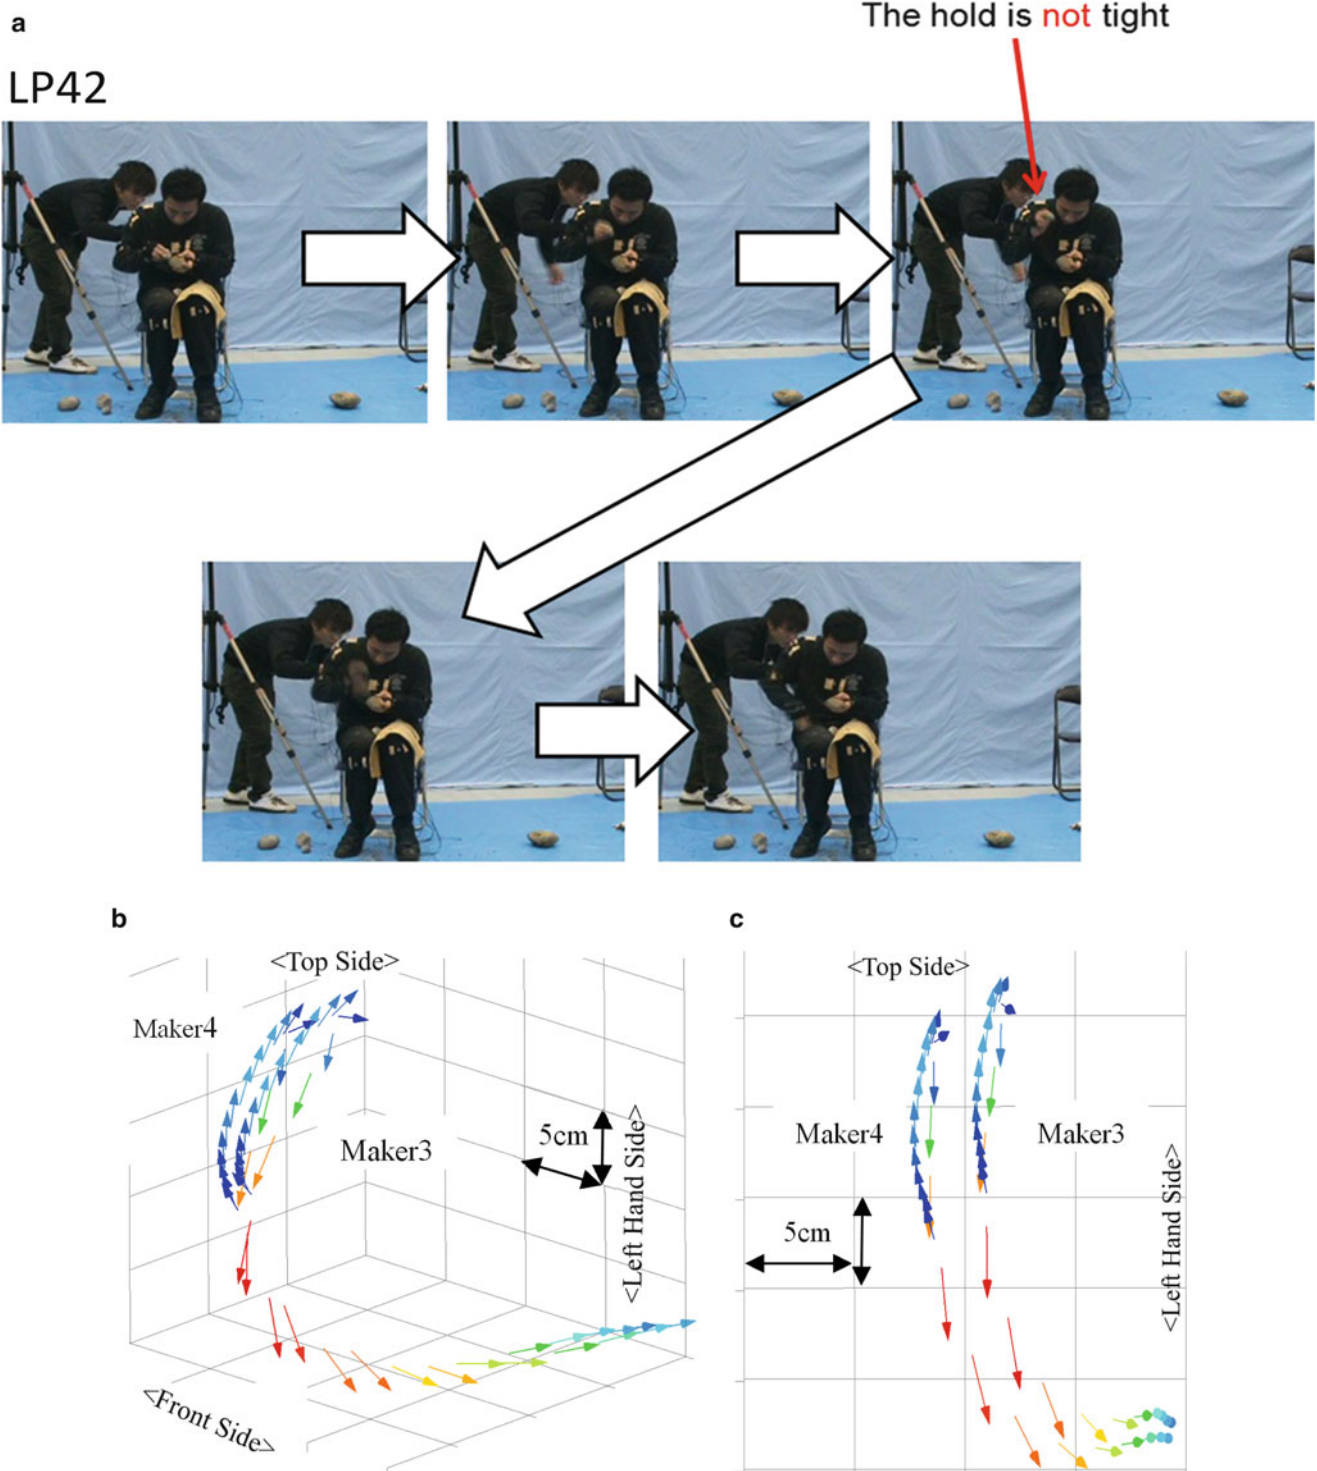 a
The hold is not tight
LP42
b
c
<Top Side>
Maker4
Maker3
5cm
<Left Hand Side>
<Front Side>
<Top Side>
Maker4
Maker3
5cm
<Left Hand Side>